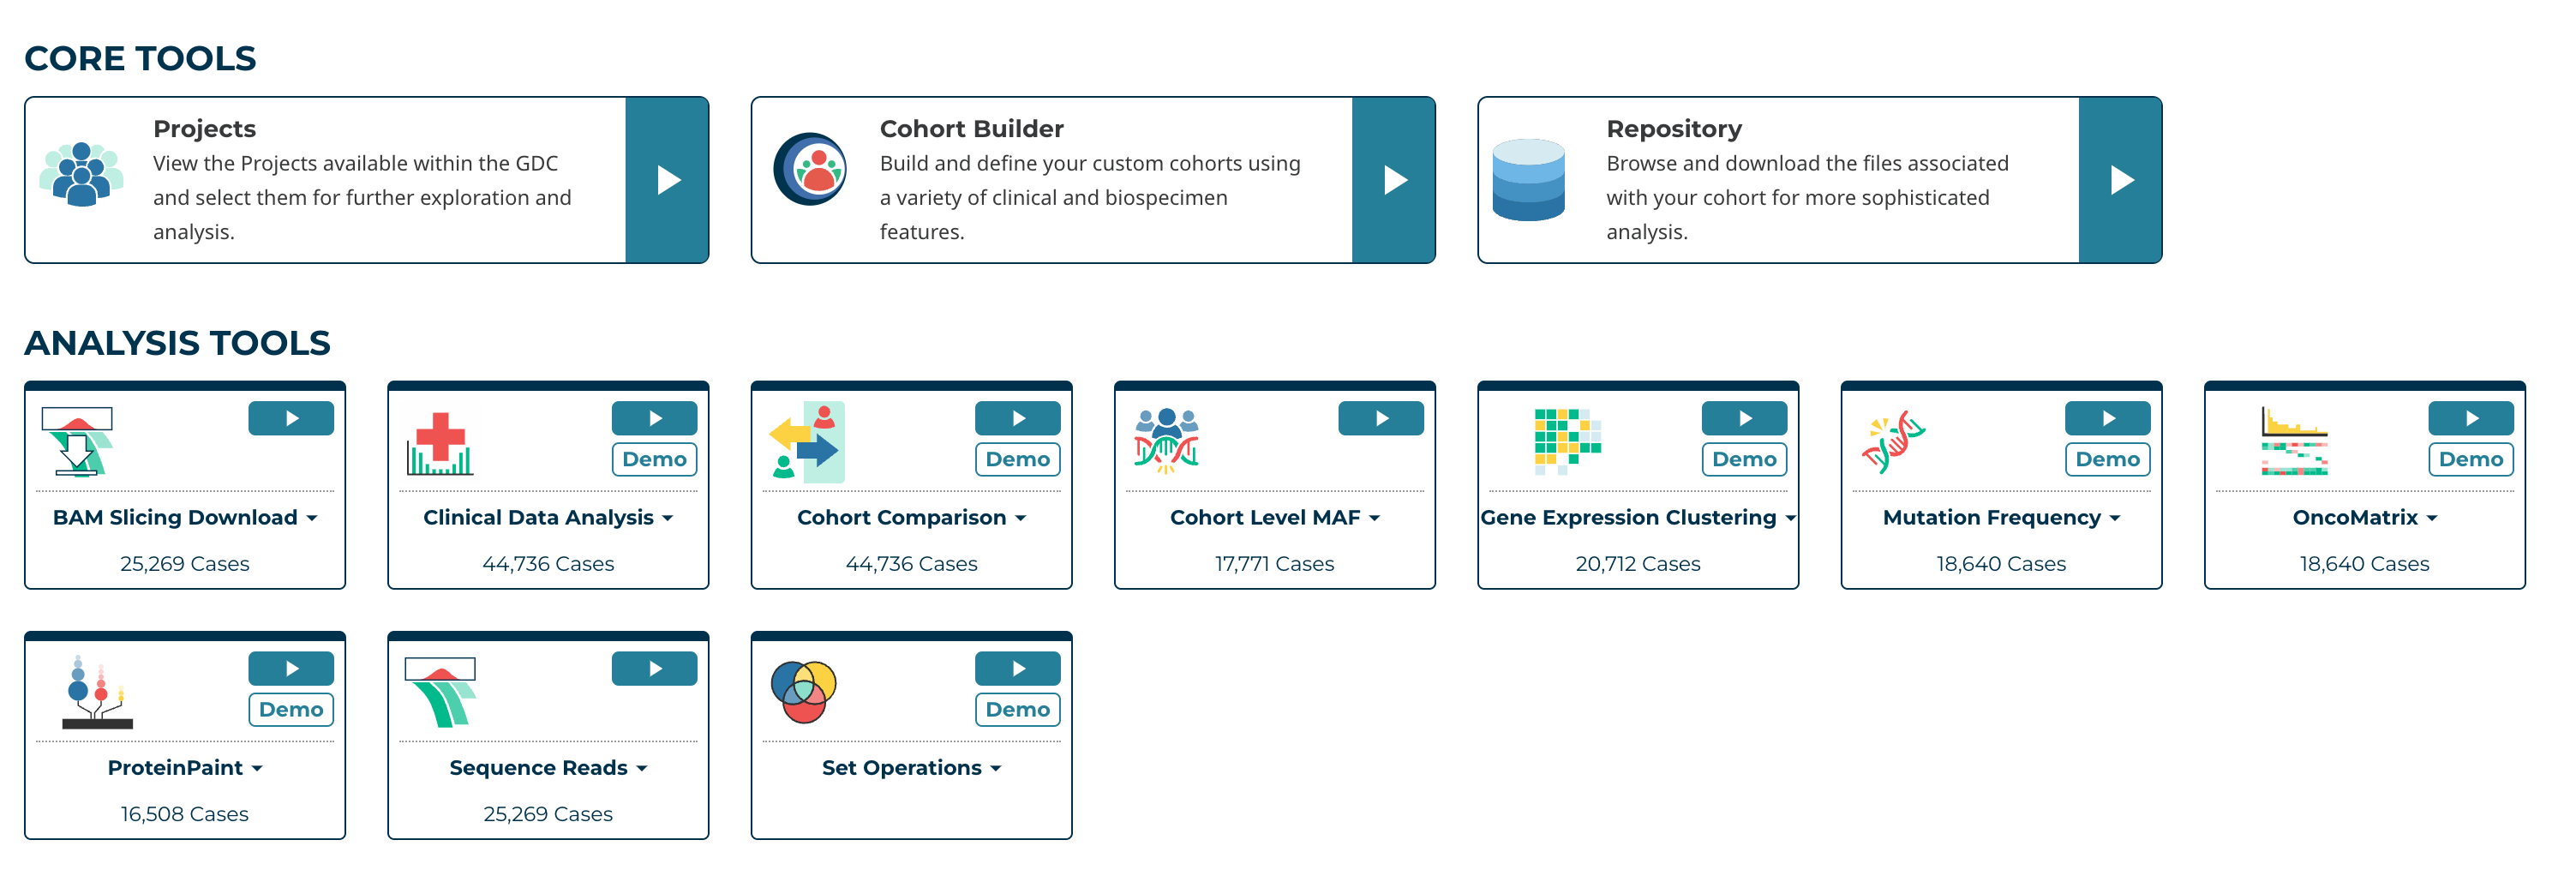 CORE TOOLS
Projects
View the Projects available within the GDC
and select them for further exploration and
analysis.
Cohort Builder
Build and define your custom cohorts using
a variety of clinical and biospecimen
features.
Repository
Browse and download the files associated
with your cohort for more sophisticated
analysis.
ANALYSIS TOOLS
BAM Slicing Download
25,269 Cases
Demo
Clinical Data Analysis
44,736 Cases
Demo
Cohort Comparison
44,736 Cases
Cohort Level MAF
17,771 Cases
Demo
Gene Expression Clustering
20,712 Cases
Demo
Mutation Frequency
18,640 Cases
Demo
OncoMatrix
18,640 Cases
Demo
ProteinPaint
16,508 Cases
Sequence Reads
25,269 Cases
Demo
Set Operations